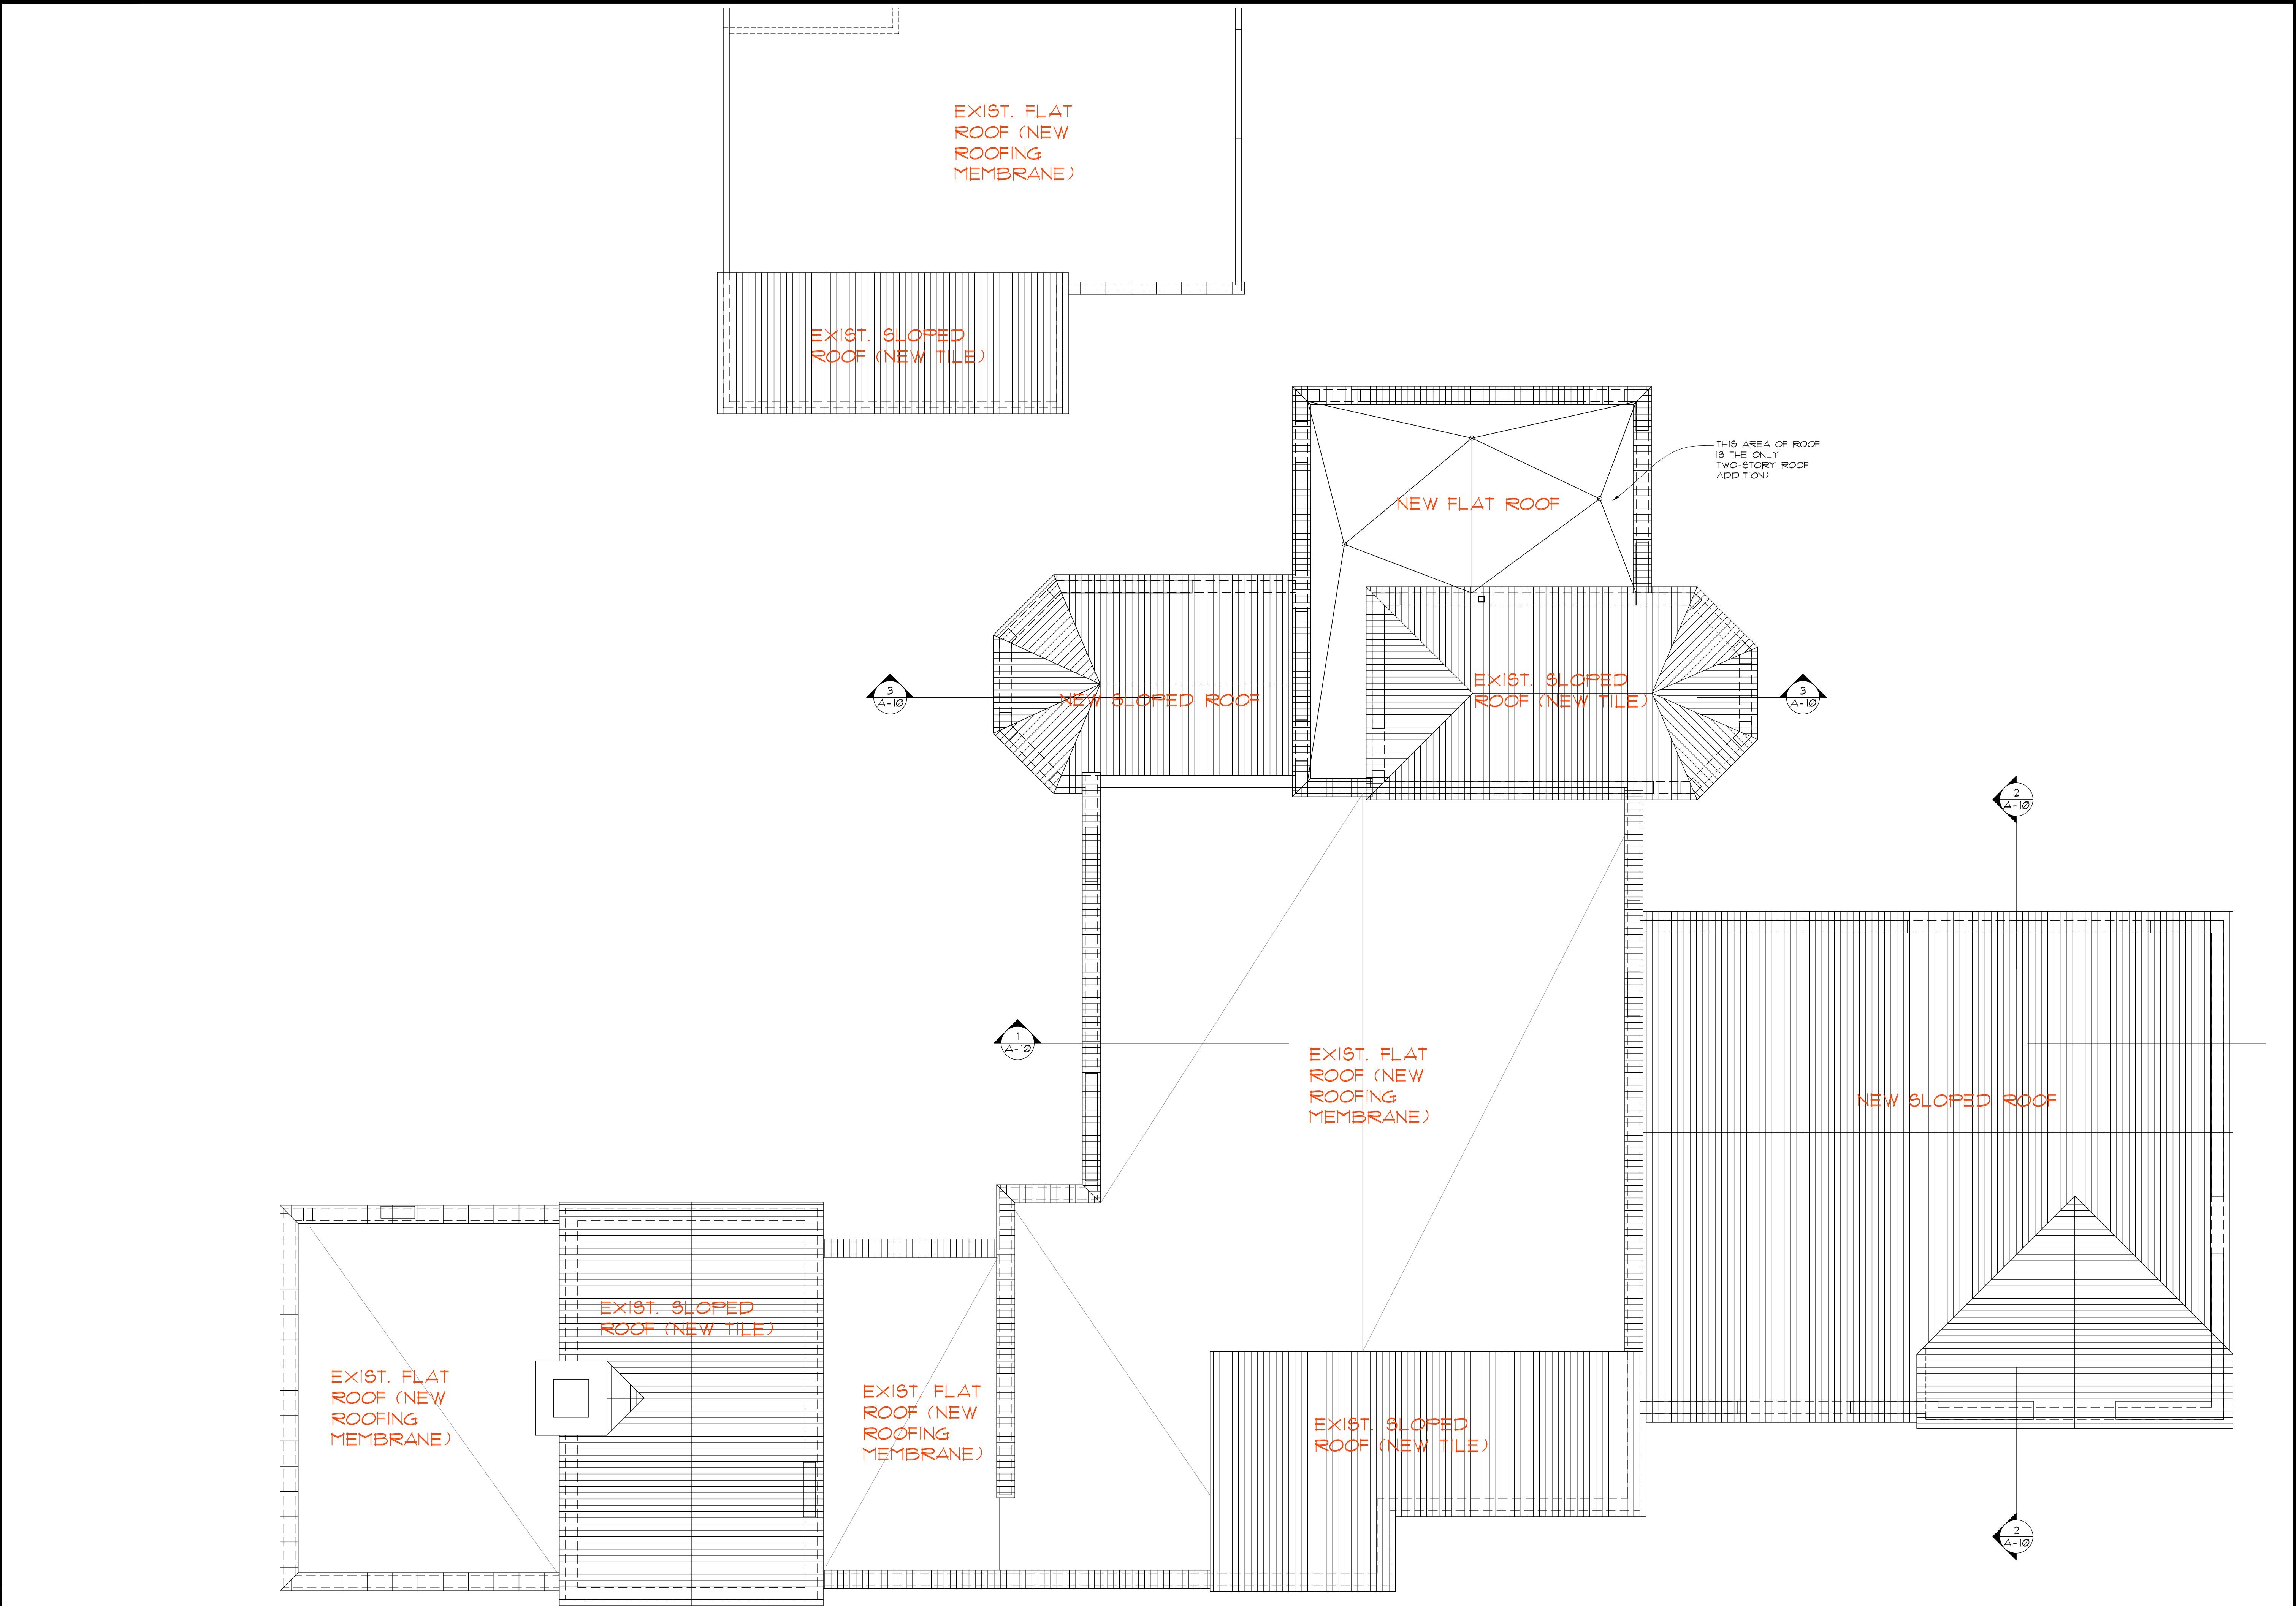 EXIST. FLAT
ROOF (NEW
ROOFING
MEMBRANE)
EXIST. SLOPED
ROOF (NEW TILE)
THIS AREA OF ROOF
IS THE ONLY
TWO-STORY ROOF
ADDITION)
NEW FLAT ROOF
3
A-10
NEW SLOPED ROOF
EXIST. SLOPED
ROOF (NEW TILE)
3
A-10
2
A-10
1
A-10
EXIST. FLAT
ROOF (NEW
ROOFING
MEMBRANE)
NEW SLOPED ROOF
EXIST. SLOPED
ROOF (NEW TILE)
EXIST. FLAT
ROOF (NEW
ROOFING
MEMBRANE)
EXIST. FLAT
ROOF (NEW
ROOFING
MEMBRANE)
EXIST. SLOPED
ROOF (NEW TILE)
2
A-10